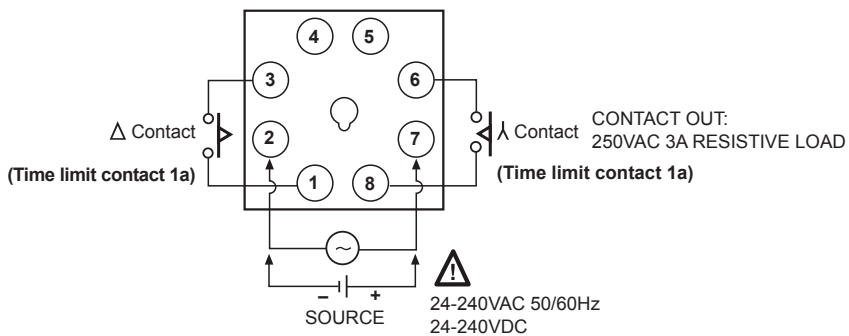 4 5
3 6
Δ Contact 2 7 ⅄ Contact CONTACT OUT:
250VAC 3A RESISTIVE LOAD
(Time limit contact 1a) 1 8 (Time limit contact 1a)
~
!
− +
SOURCE
24-240VAC 50/60Hz
24-240VDC